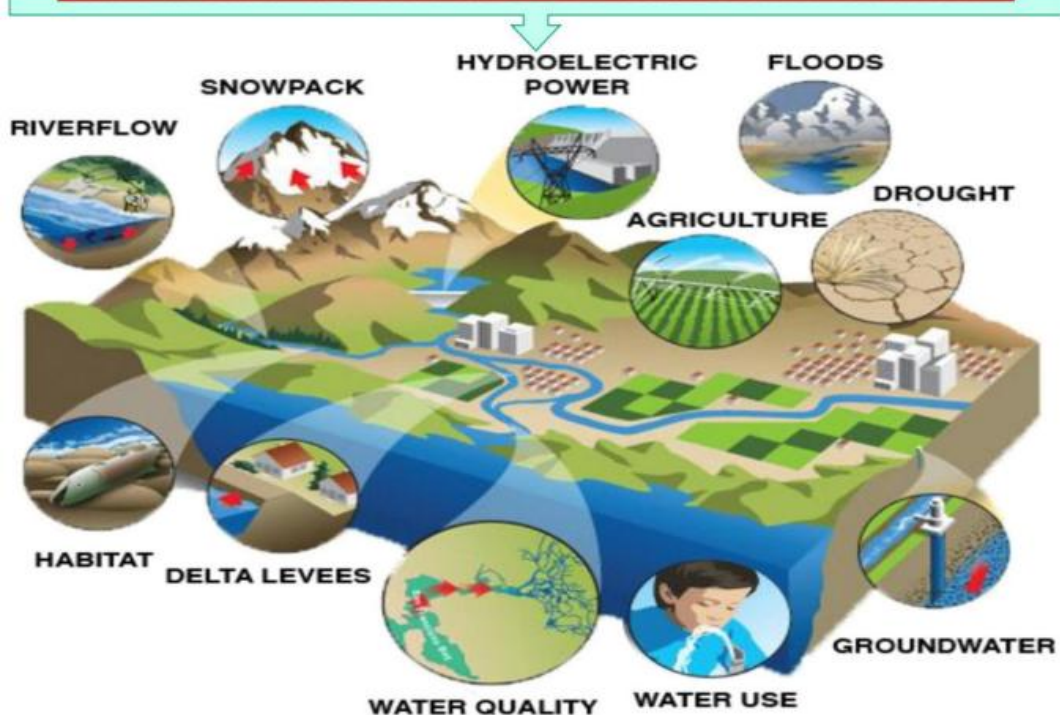 HYDROELECTRIC
POWER
FLOODS
SNOWPACK
RIVERFLOW
DROUGHT
AGRICULTURE
HABITAT
DELTA LEVEES
GROUNDWATER
WATER QUALITY
WATER USE